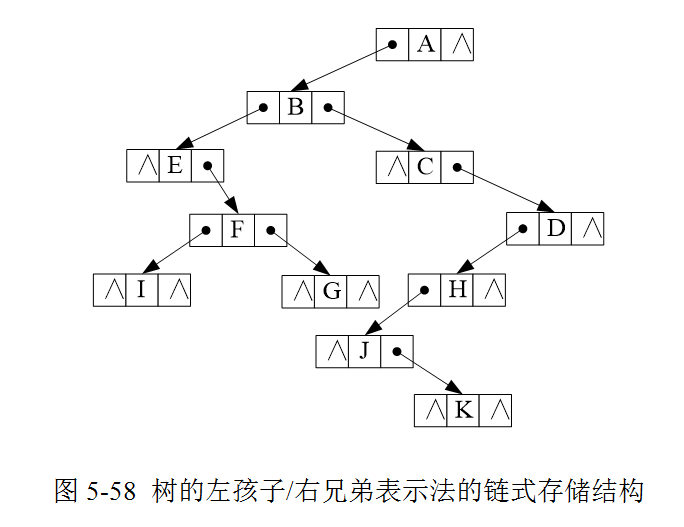 A ∧
B
∧ E
∧ C
F
D ∧
∧ I ∧
∧ G ∧
H ∧
∧ J
∧ K ∧
图 5-58 树的左孩子/右兄弟表示法的链式存储结构